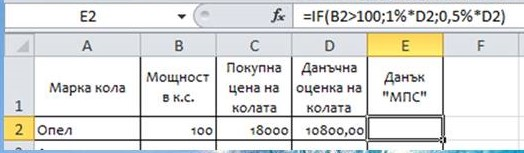 E2
fx
=IF(B2>100;1%*D2;0,5%*D2)
A B C D E F
1
Марка кола
Мощност
в к.с.
Покупна
цена на
колата
Данъчна
оценка на
колата
Данък
"МПС"
2 Опел 100 18000 10800,00